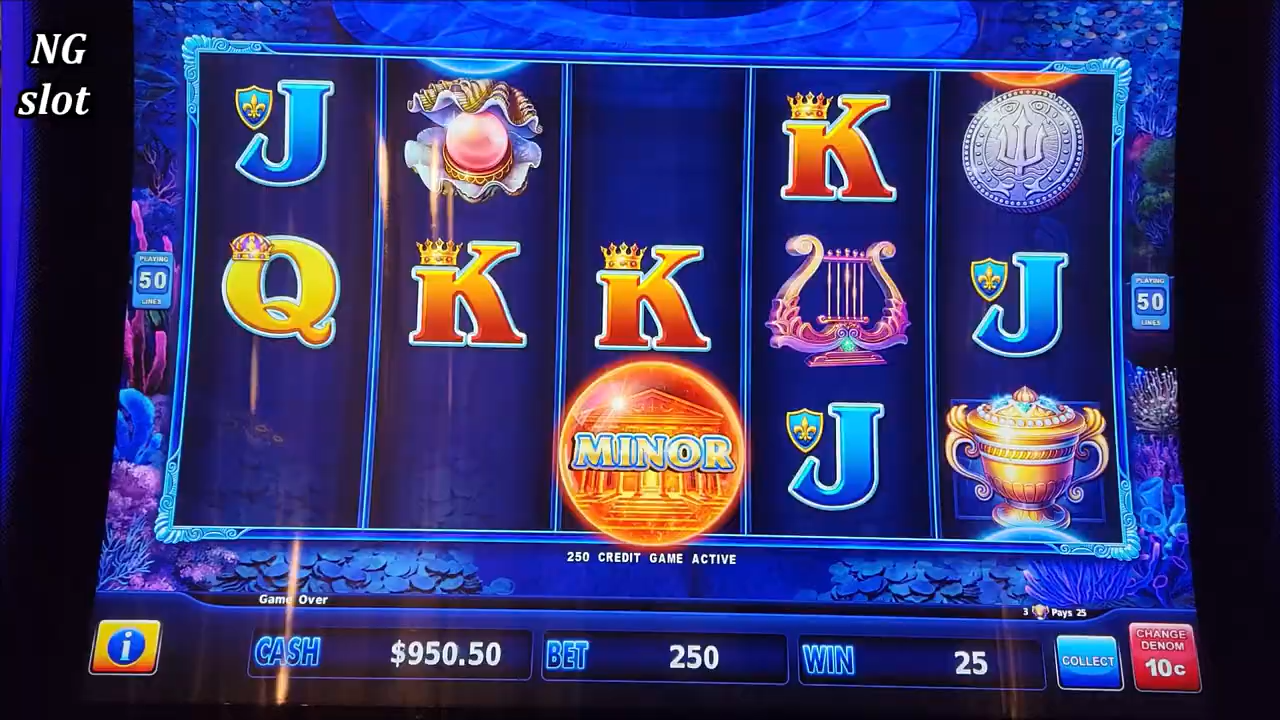 NG
slot
J
K
PLAYING
50
LINES
Q
K
K
J
PLAYING
50
LINES
MINOR
J
250 CREDIT GAME ACTIVE
Game Over
3 Pays 25
CASH $950.50 BET 250 WIN 25
COLLECT
CHANGE
DENOM
10c